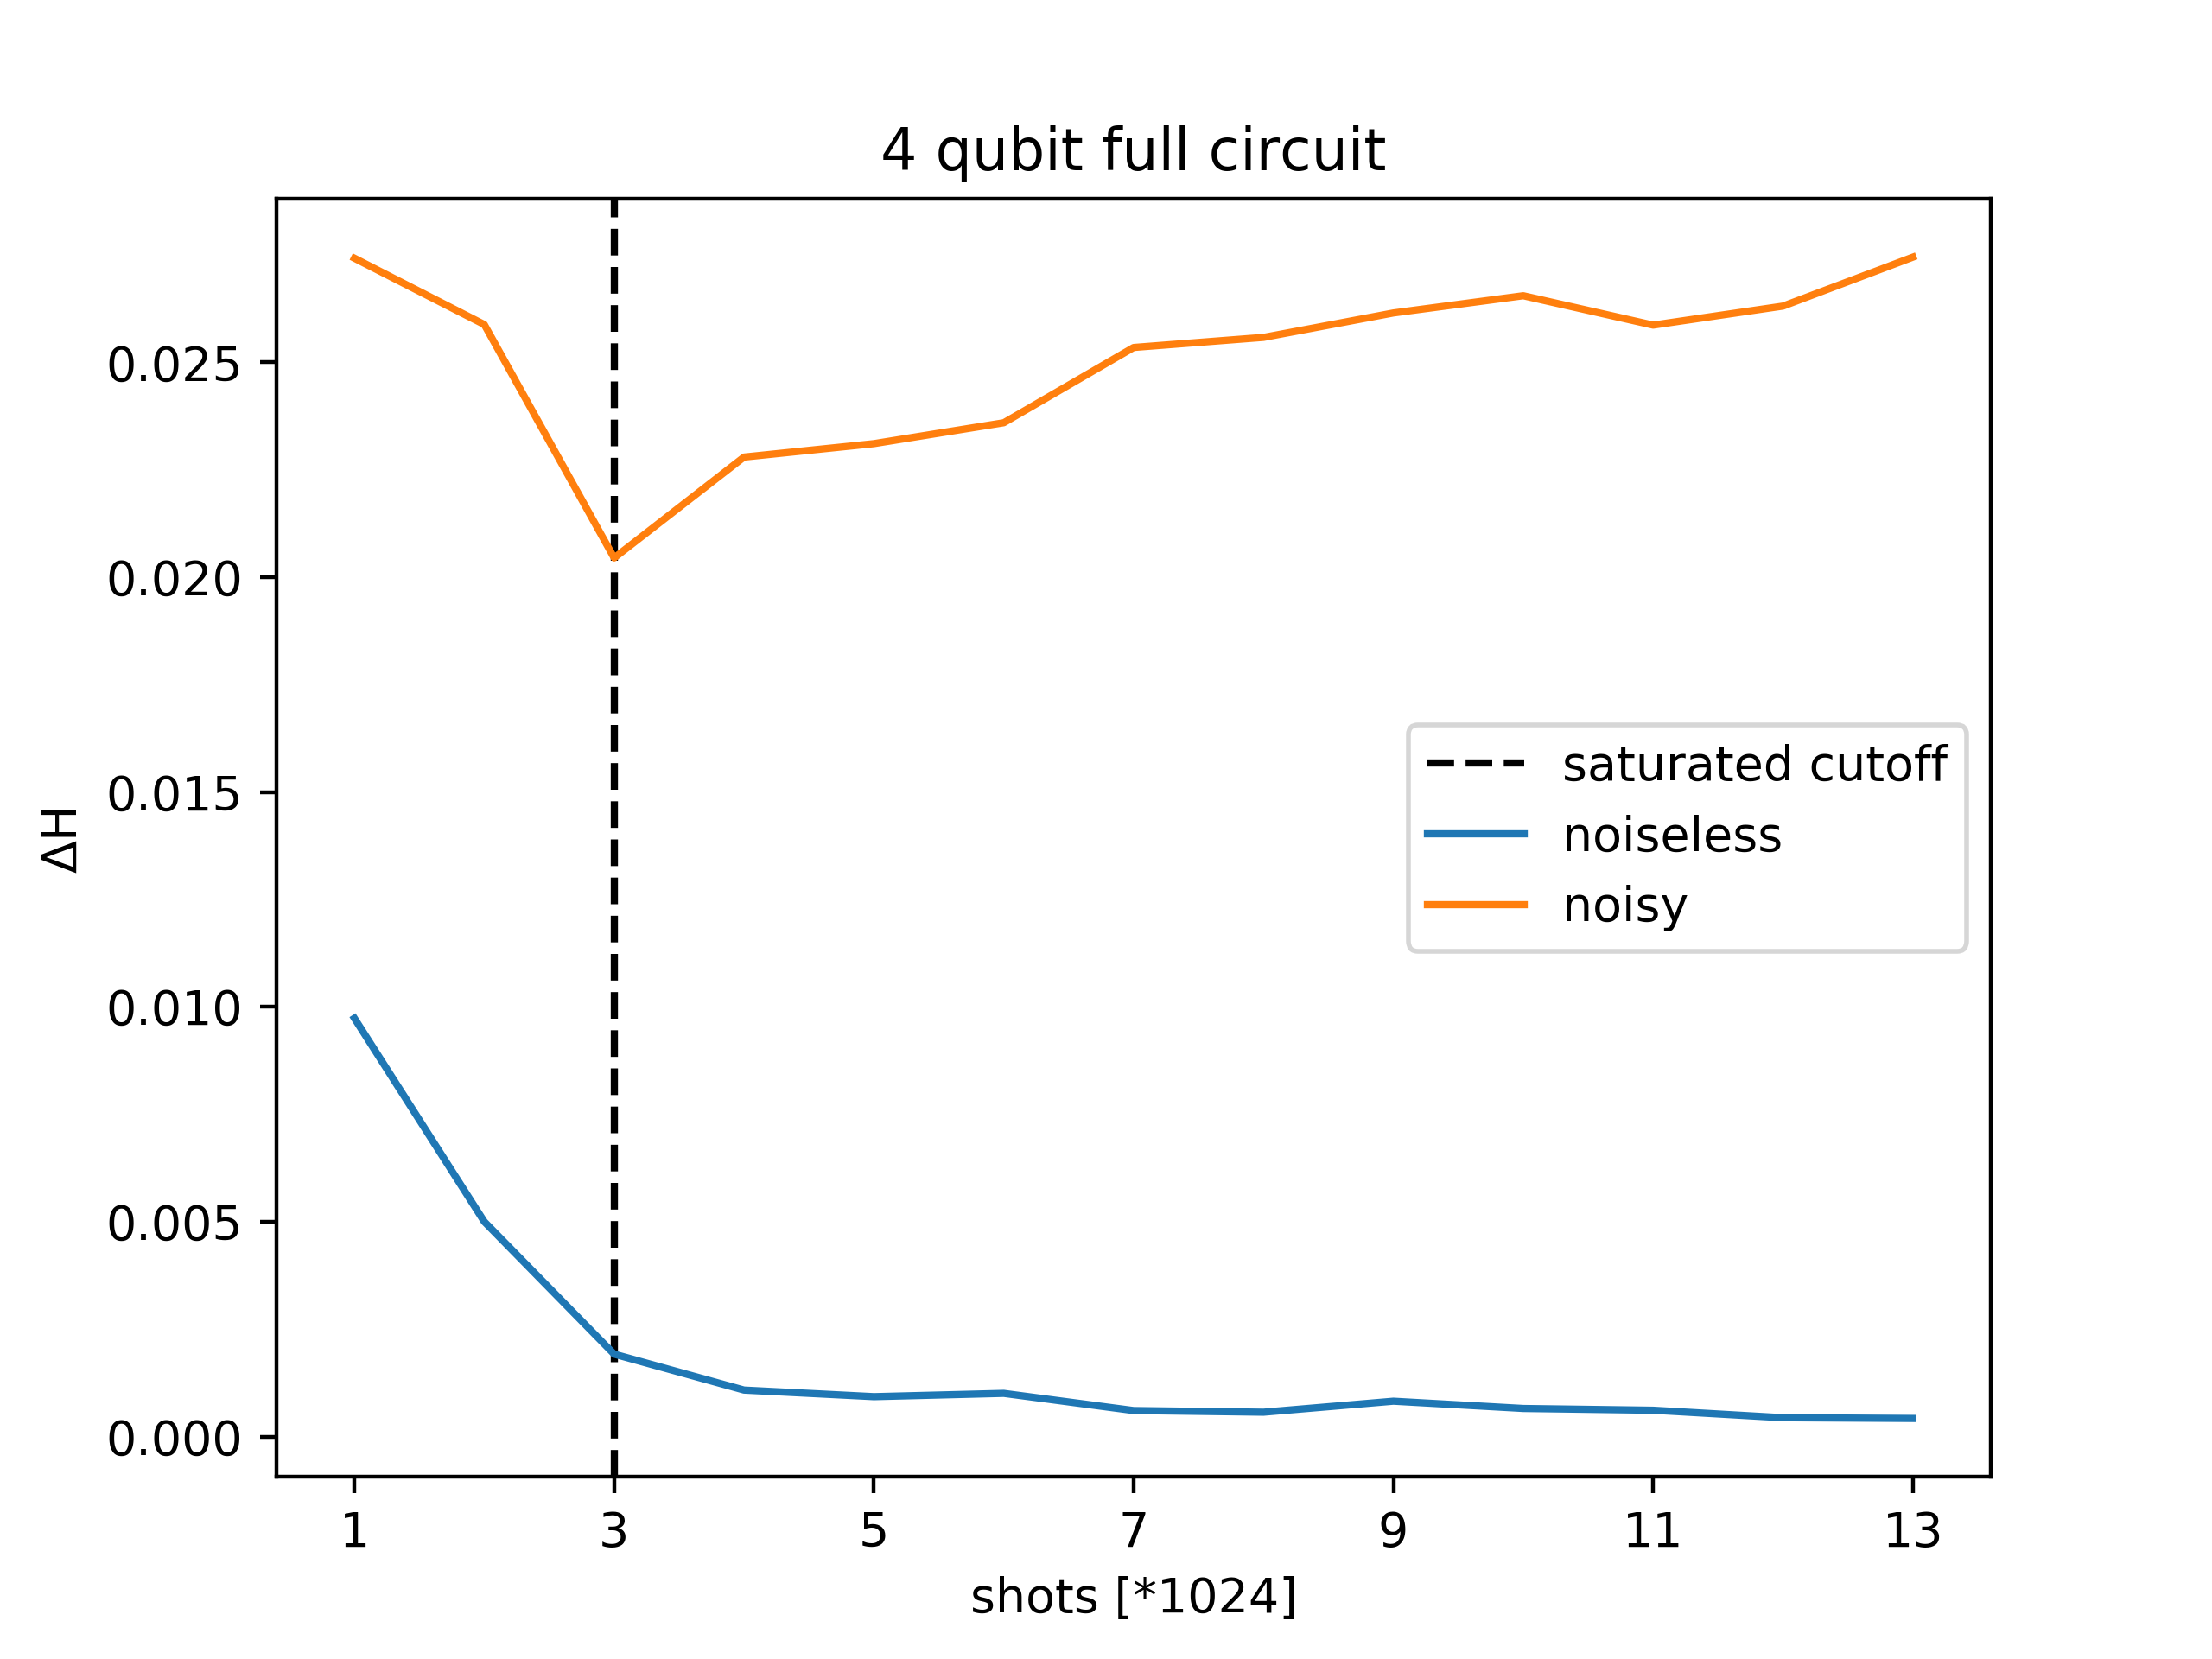 4 qubit full circuit
ΔH
0.025
0.020
0.015
0.010
0.005
0.000
saturated cutoff
noiseless
noisy
1 3 5 7 9 11 13
shots [*1024]